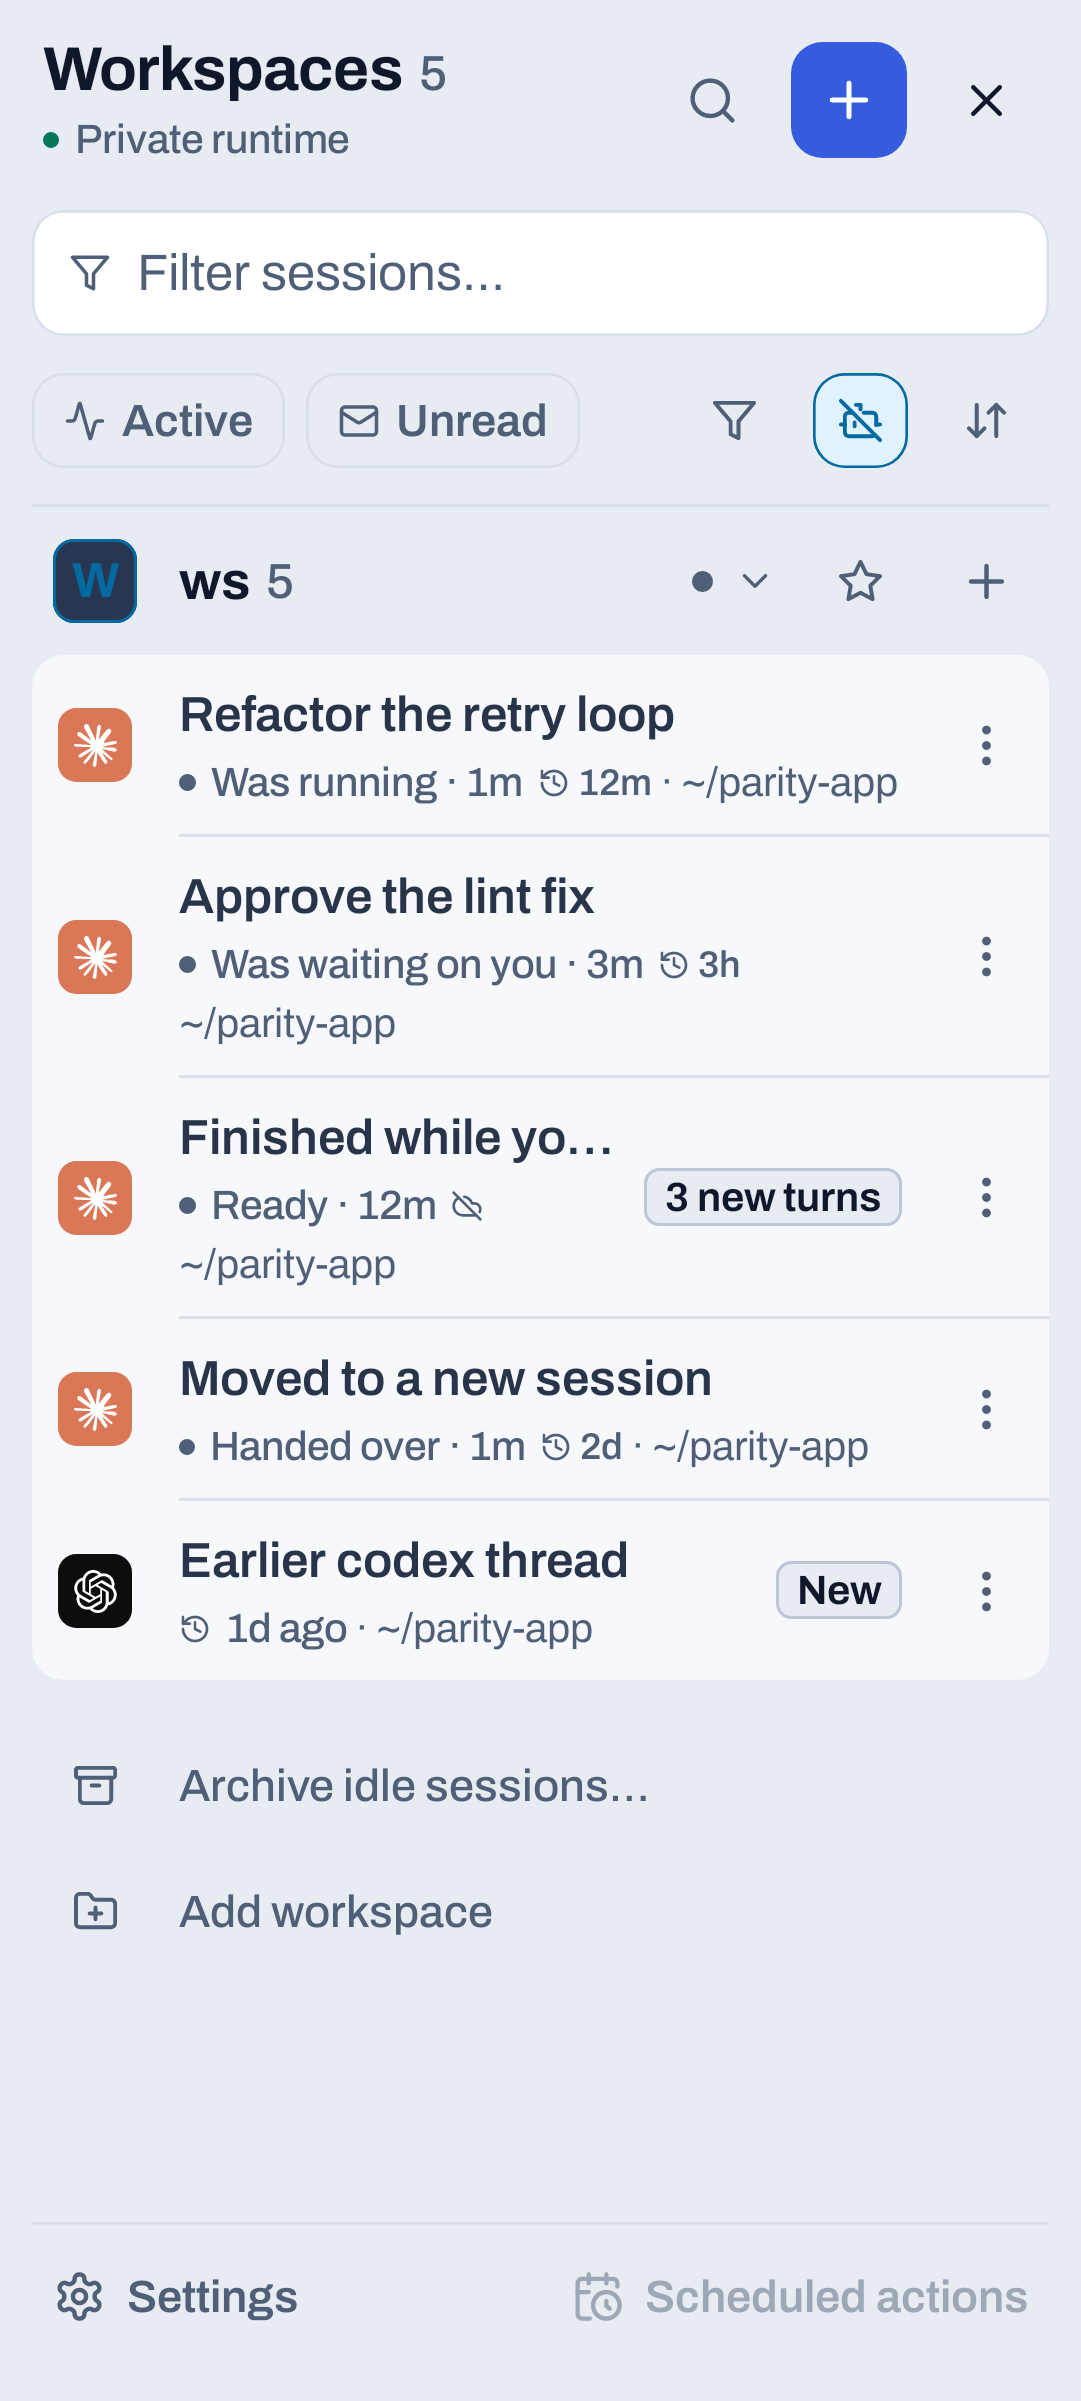 Workspaces 5
Private runtime
Filter sessions...
Active
Unread
W
ws 5
Refactor the retry loop
Was running · 1m 12m · ~/parity-app
Approve the lint fix
Was waiting on you · 3m 3h
~/parity-app
Finished while yo...
Ready · 12m
3 new turns
~/parity-app
Moved to a new session
Handed over · 1m 2d · ~/parity-app
Earlier codex thread
New
1d ago · ~/parity-app
Archive idle sessions...
Add workspace
Settings
Scheduled actions